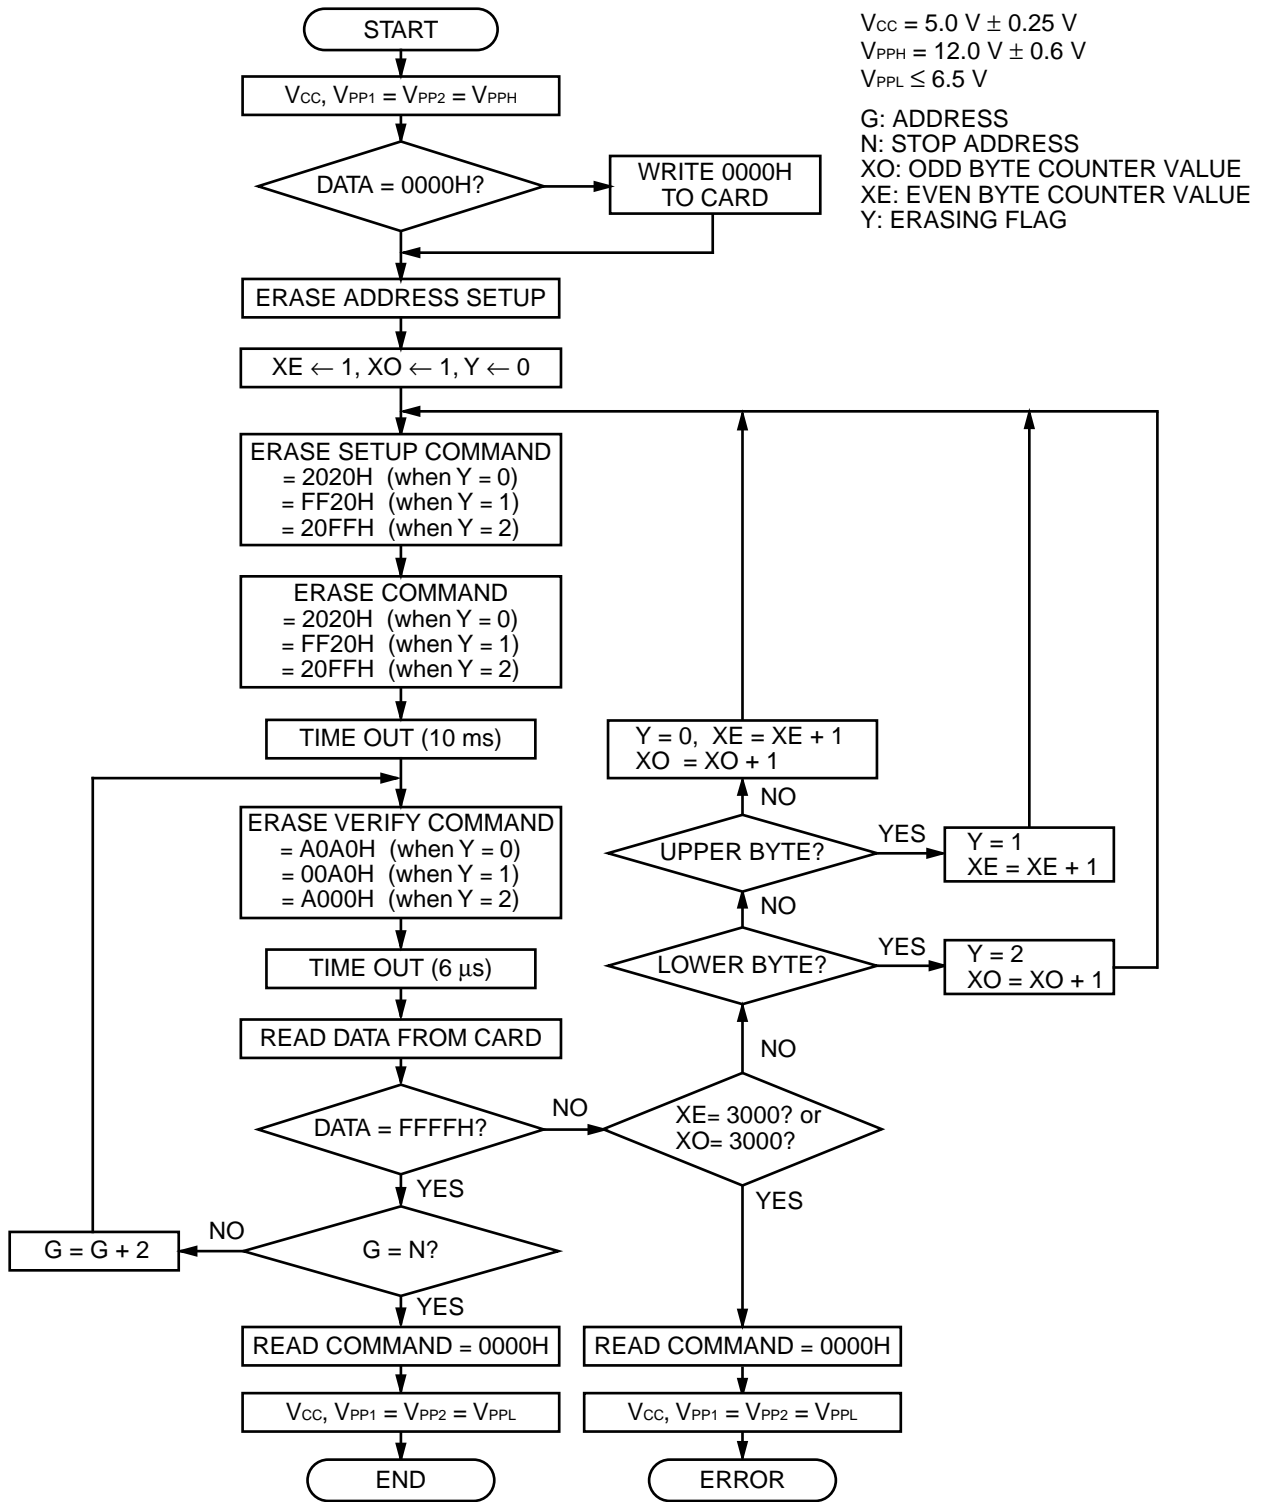 START
VCC = 5.0 V ± 0.25 V
VPPH = 12.0 V ± 0.6 V
VPPL ≤ 6.5 V
G: ADDRESS
N: STOP ADDRESS
XO: ODD BYTE COUNTER VALUE
XE: EVEN BYTE COUNTER VALUE
Y: ERASING FLAG
VCC, VPP1 = VPP2 = VPPH
DATA = 0000H?
WRITE 0000H
TO CARD
ERASE ADDRESS SETUP
XE ← 1, XO ← 1, Y ← 0
ERASE SETUP COMMAND
= 2020H (when Y = 0)
= FF20H (when Y = 1)
= 20FFH (when Y = 2)
ERASE COMMAND
= 2020H (when Y = 0)
= FF20H (when Y = 1)
= 20FFH (when Y = 2)
TIME OUT (10 ms)
Y = 0, XE = XE + 1
XO = XO + 1
NO
ERASE VERIFY COMMAND
= A0A0H (when Y = 0)
= 00A0H (when Y = 1)
= A000H (when Y = 2)
UPPER BYTE?
YES
Y = 1
XE = XE + 1
NO
TIME OUT (6 µs)
LOWER BYTE?
YES
Y = 2
XO = XO + 1
NO
READ DATA FROM CARD
DATA = FFFFH?
NO
XE= 3000? or
XO= 3000?
YES
YES
G = G + 2
NO
G = N?
YES
READ COMMAND = 0000H
READ COMMAND = 0000H
VCC, VPP1 = VPP2 = VPPL
VCC, VPP1 = VPP2 = VPPL
END
ERROR